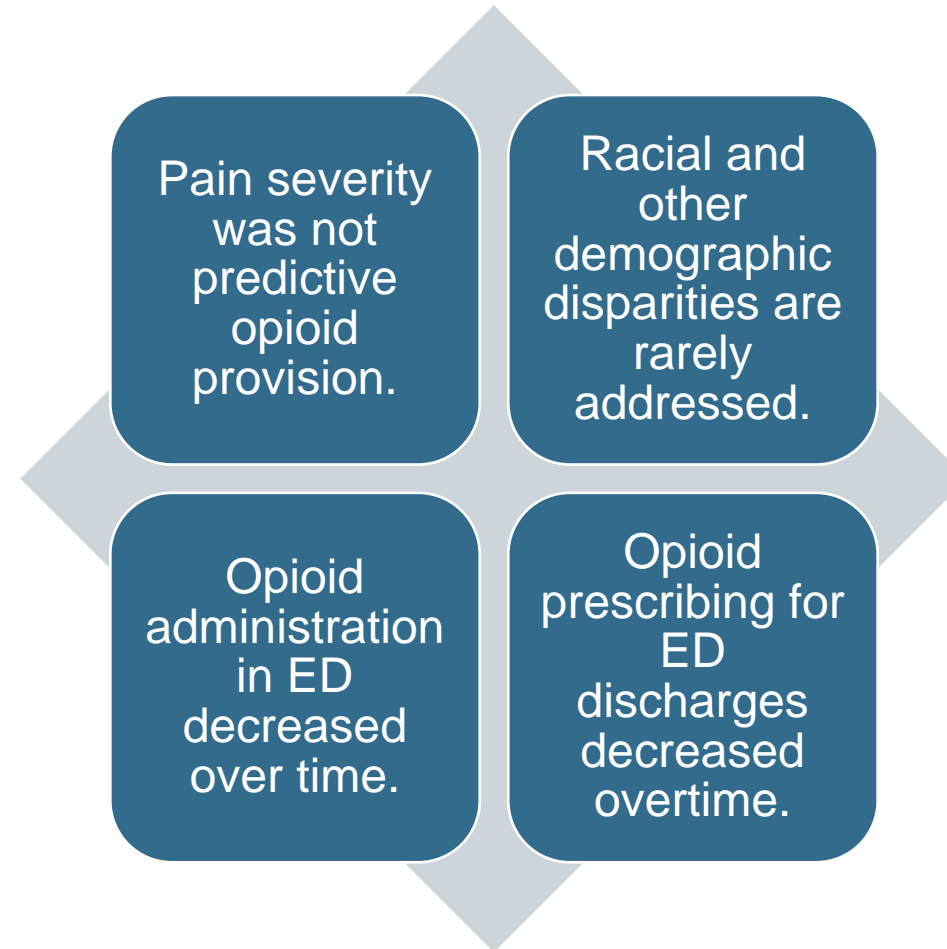 Pain severity
was not
predictive
opioid
provision.
Racial and
other
demographic
disparities are
rarely
addressed.
Opioid
administration
in ED
decreased
over time.
Opioid
prescribing for
ED
discharges
decreased
overtime.